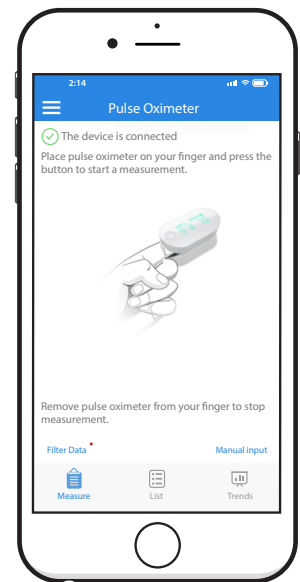 2:14
Pulse Oximeter
The device is connected
Place pulse oximeter on your finger and press the
button to start a measurement.
Remove pulse oximeter from your finger to stop
measurement.
Filter Data
Manual input
Measure
List
Trends